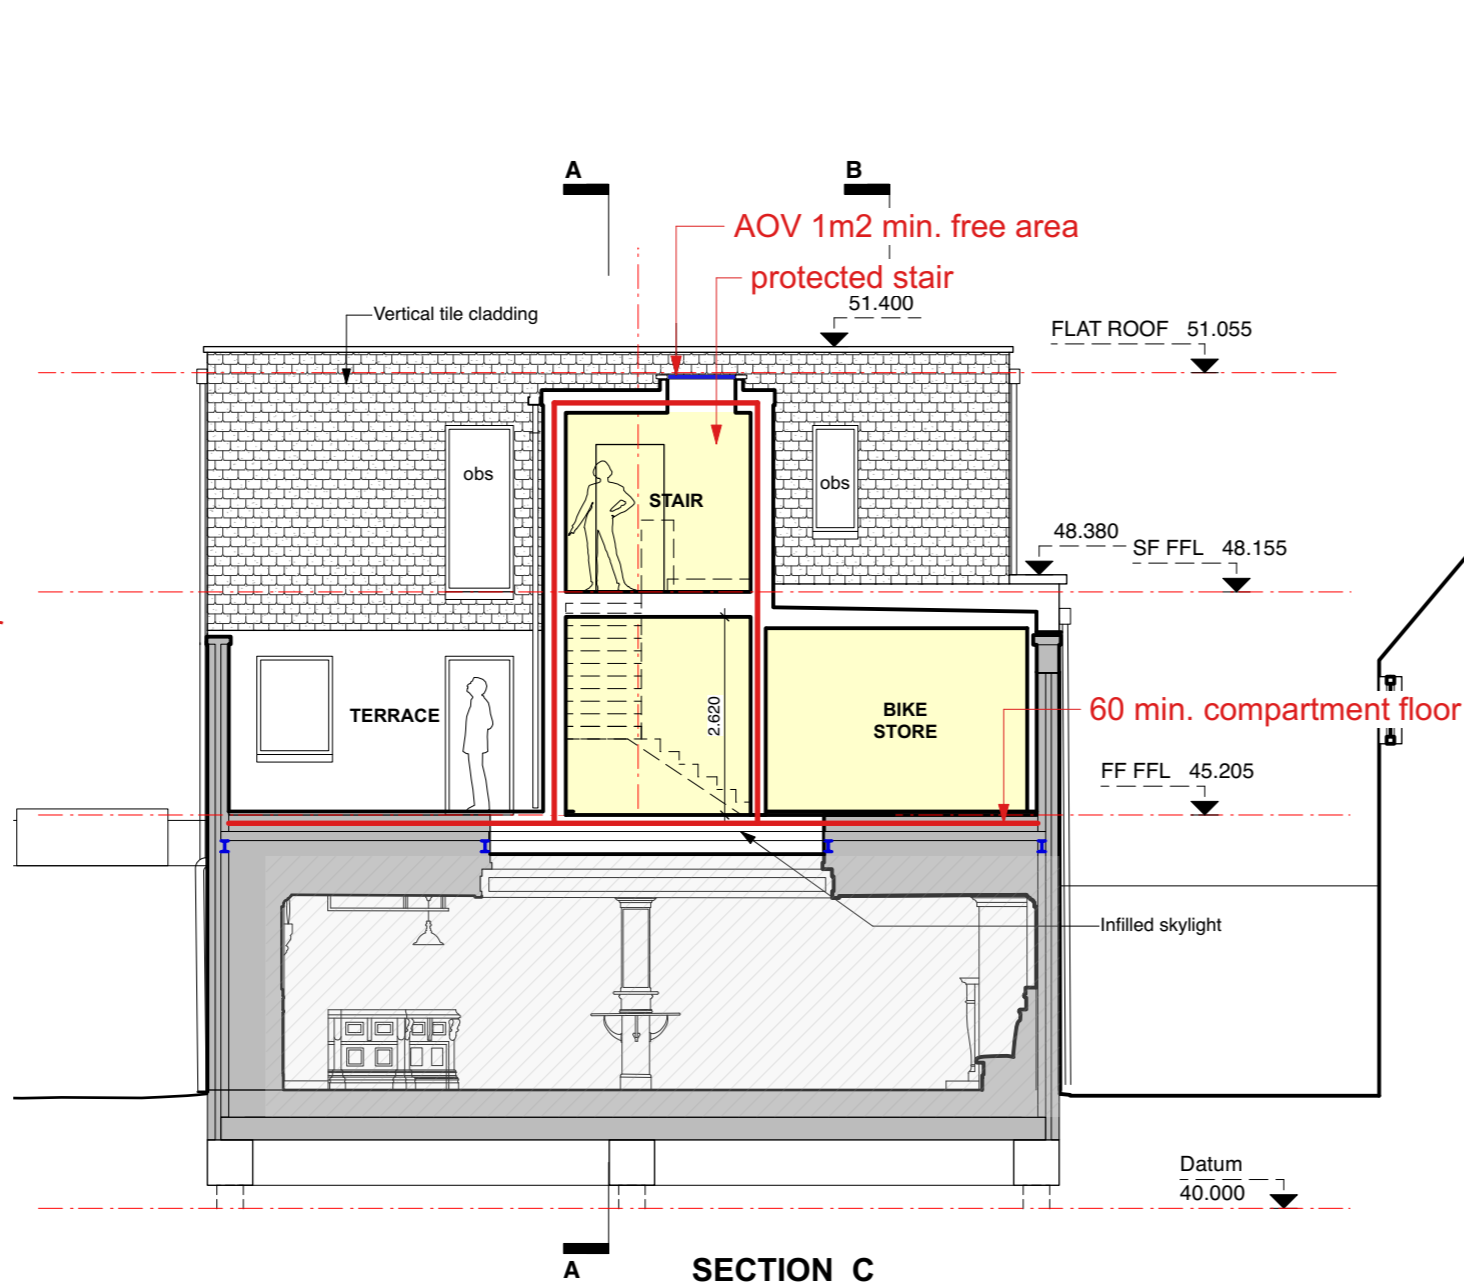 A
B
AOV 1m2 min. free area
protected stair
51.400
Vertical tile cladding
FLAT ROOF 51.055
obs
obs
STAIR
48.380
SF FFL 48.155
TERRACE
2.620
BIKE
STORE
60 min. compartment floor
FF FFL 45.205
Infilled skylight
Datum
40.000
A
SECTION C